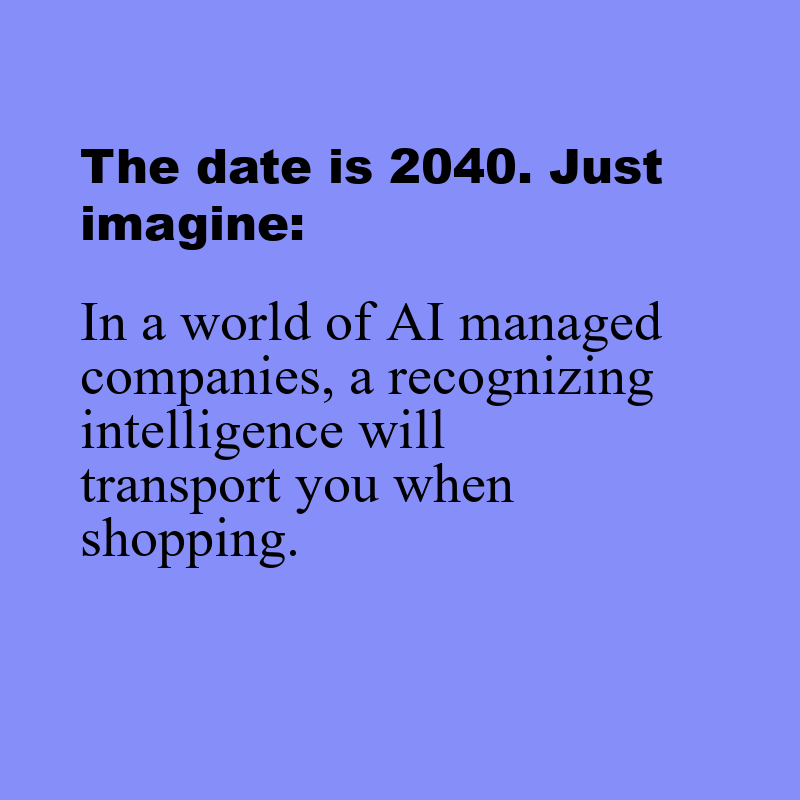 The date is 2040. Just
imagine:
In a world of AI managed
companies, a recognizing
intelligence will
transport you when
shopping.